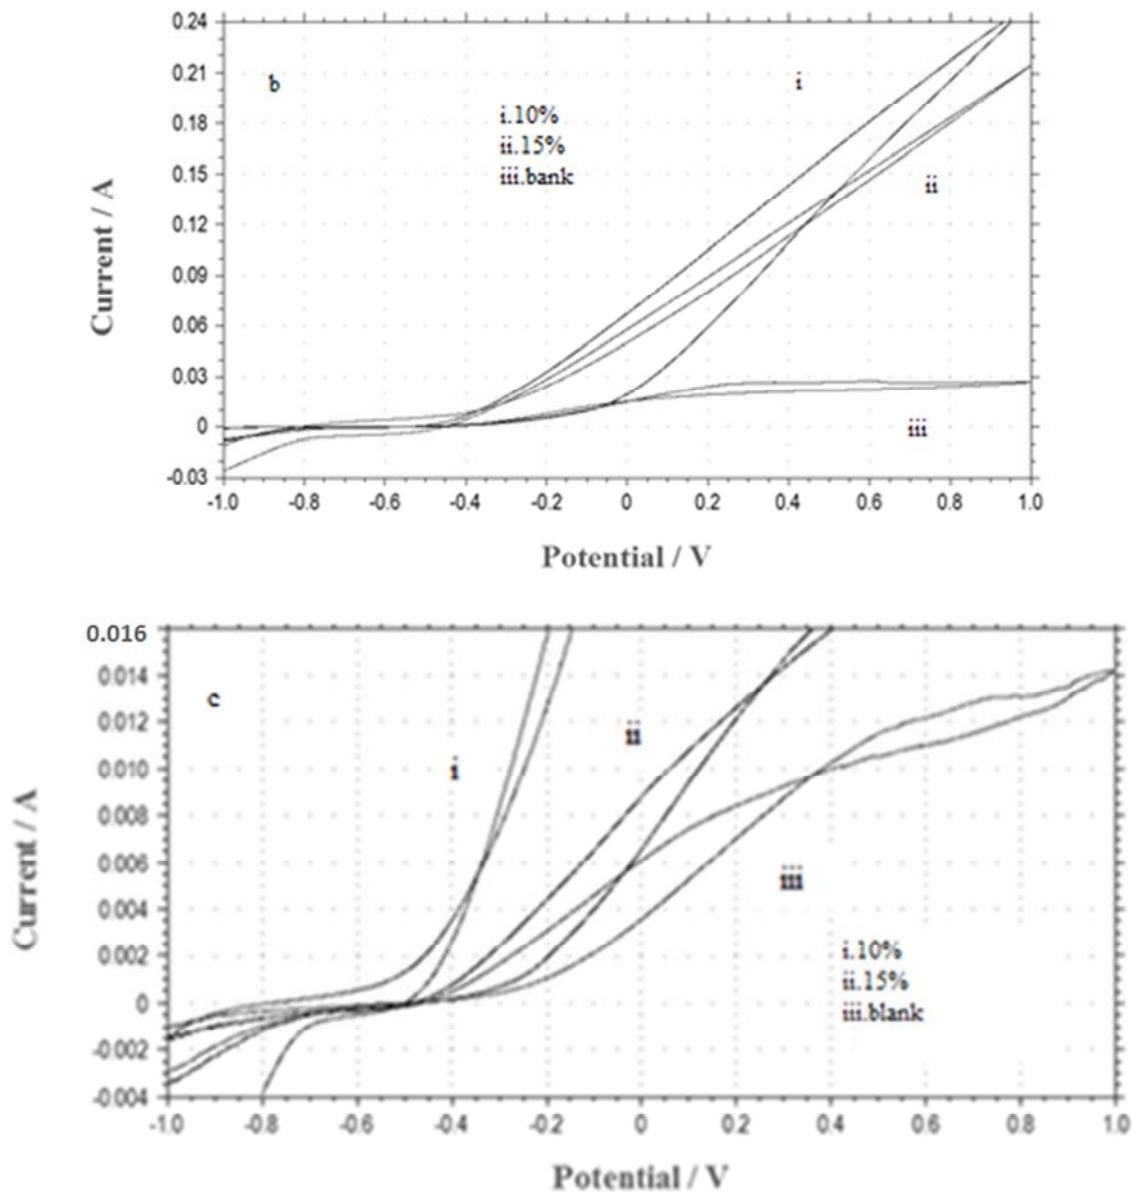 0.24
b
i
0.21
i.10%
0.18
ii.15%
iii.bank
0.15
ii
0.12
0.09
0.06
0.03
0
iii
-0.03
-1.0 -0.8 -0.6 -0.4 -0.2 0 0.2 0.4 0.6 0.8 1.0
Current / A
Potential / V
0.016
0.014
c
0.012
ii
0.010
i
0.008
0.006
iii
0.004
0.002
i.10%
ii.15%
0
iii.blank
-0.002
-0.004
-1.0 -0.8 -0.6 -0.4 -0.2 0 0.2 0.4 0.6 0.8 1.0
Current / A
Potential / V